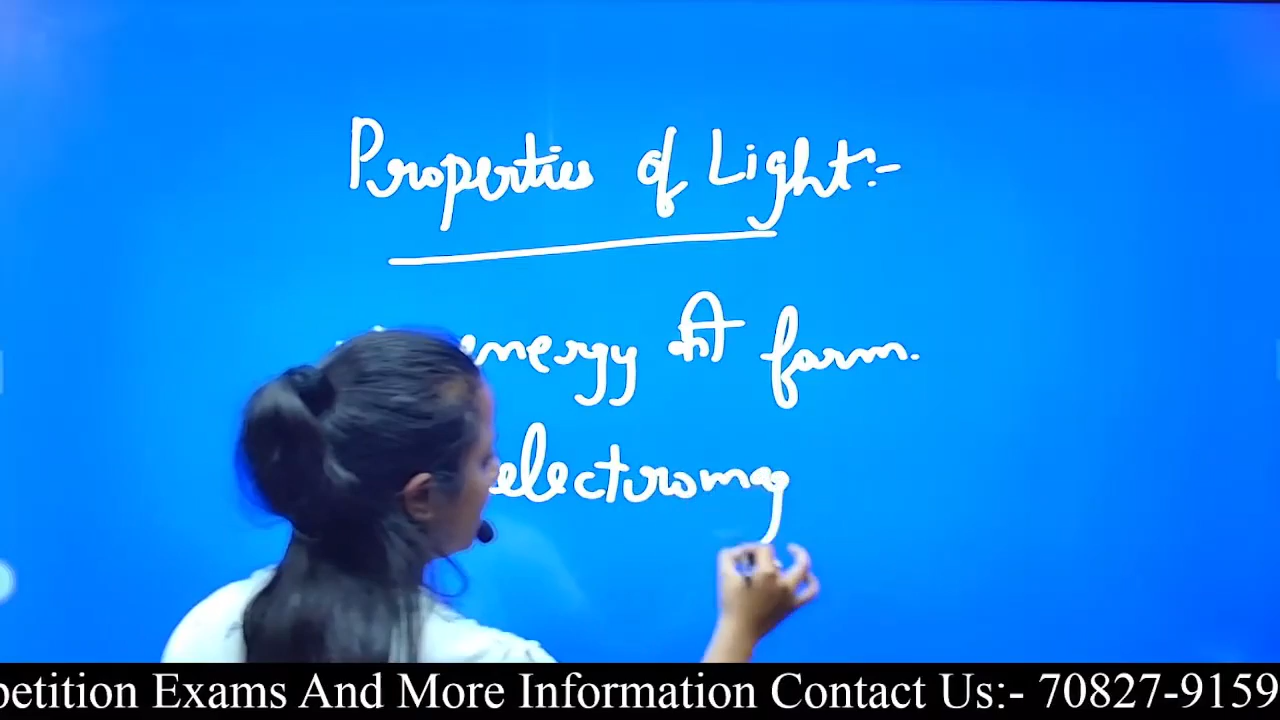 Properties of Light:-
energy की form.
electromag
petition Exams And More Information Contact Us:- 70827-9159